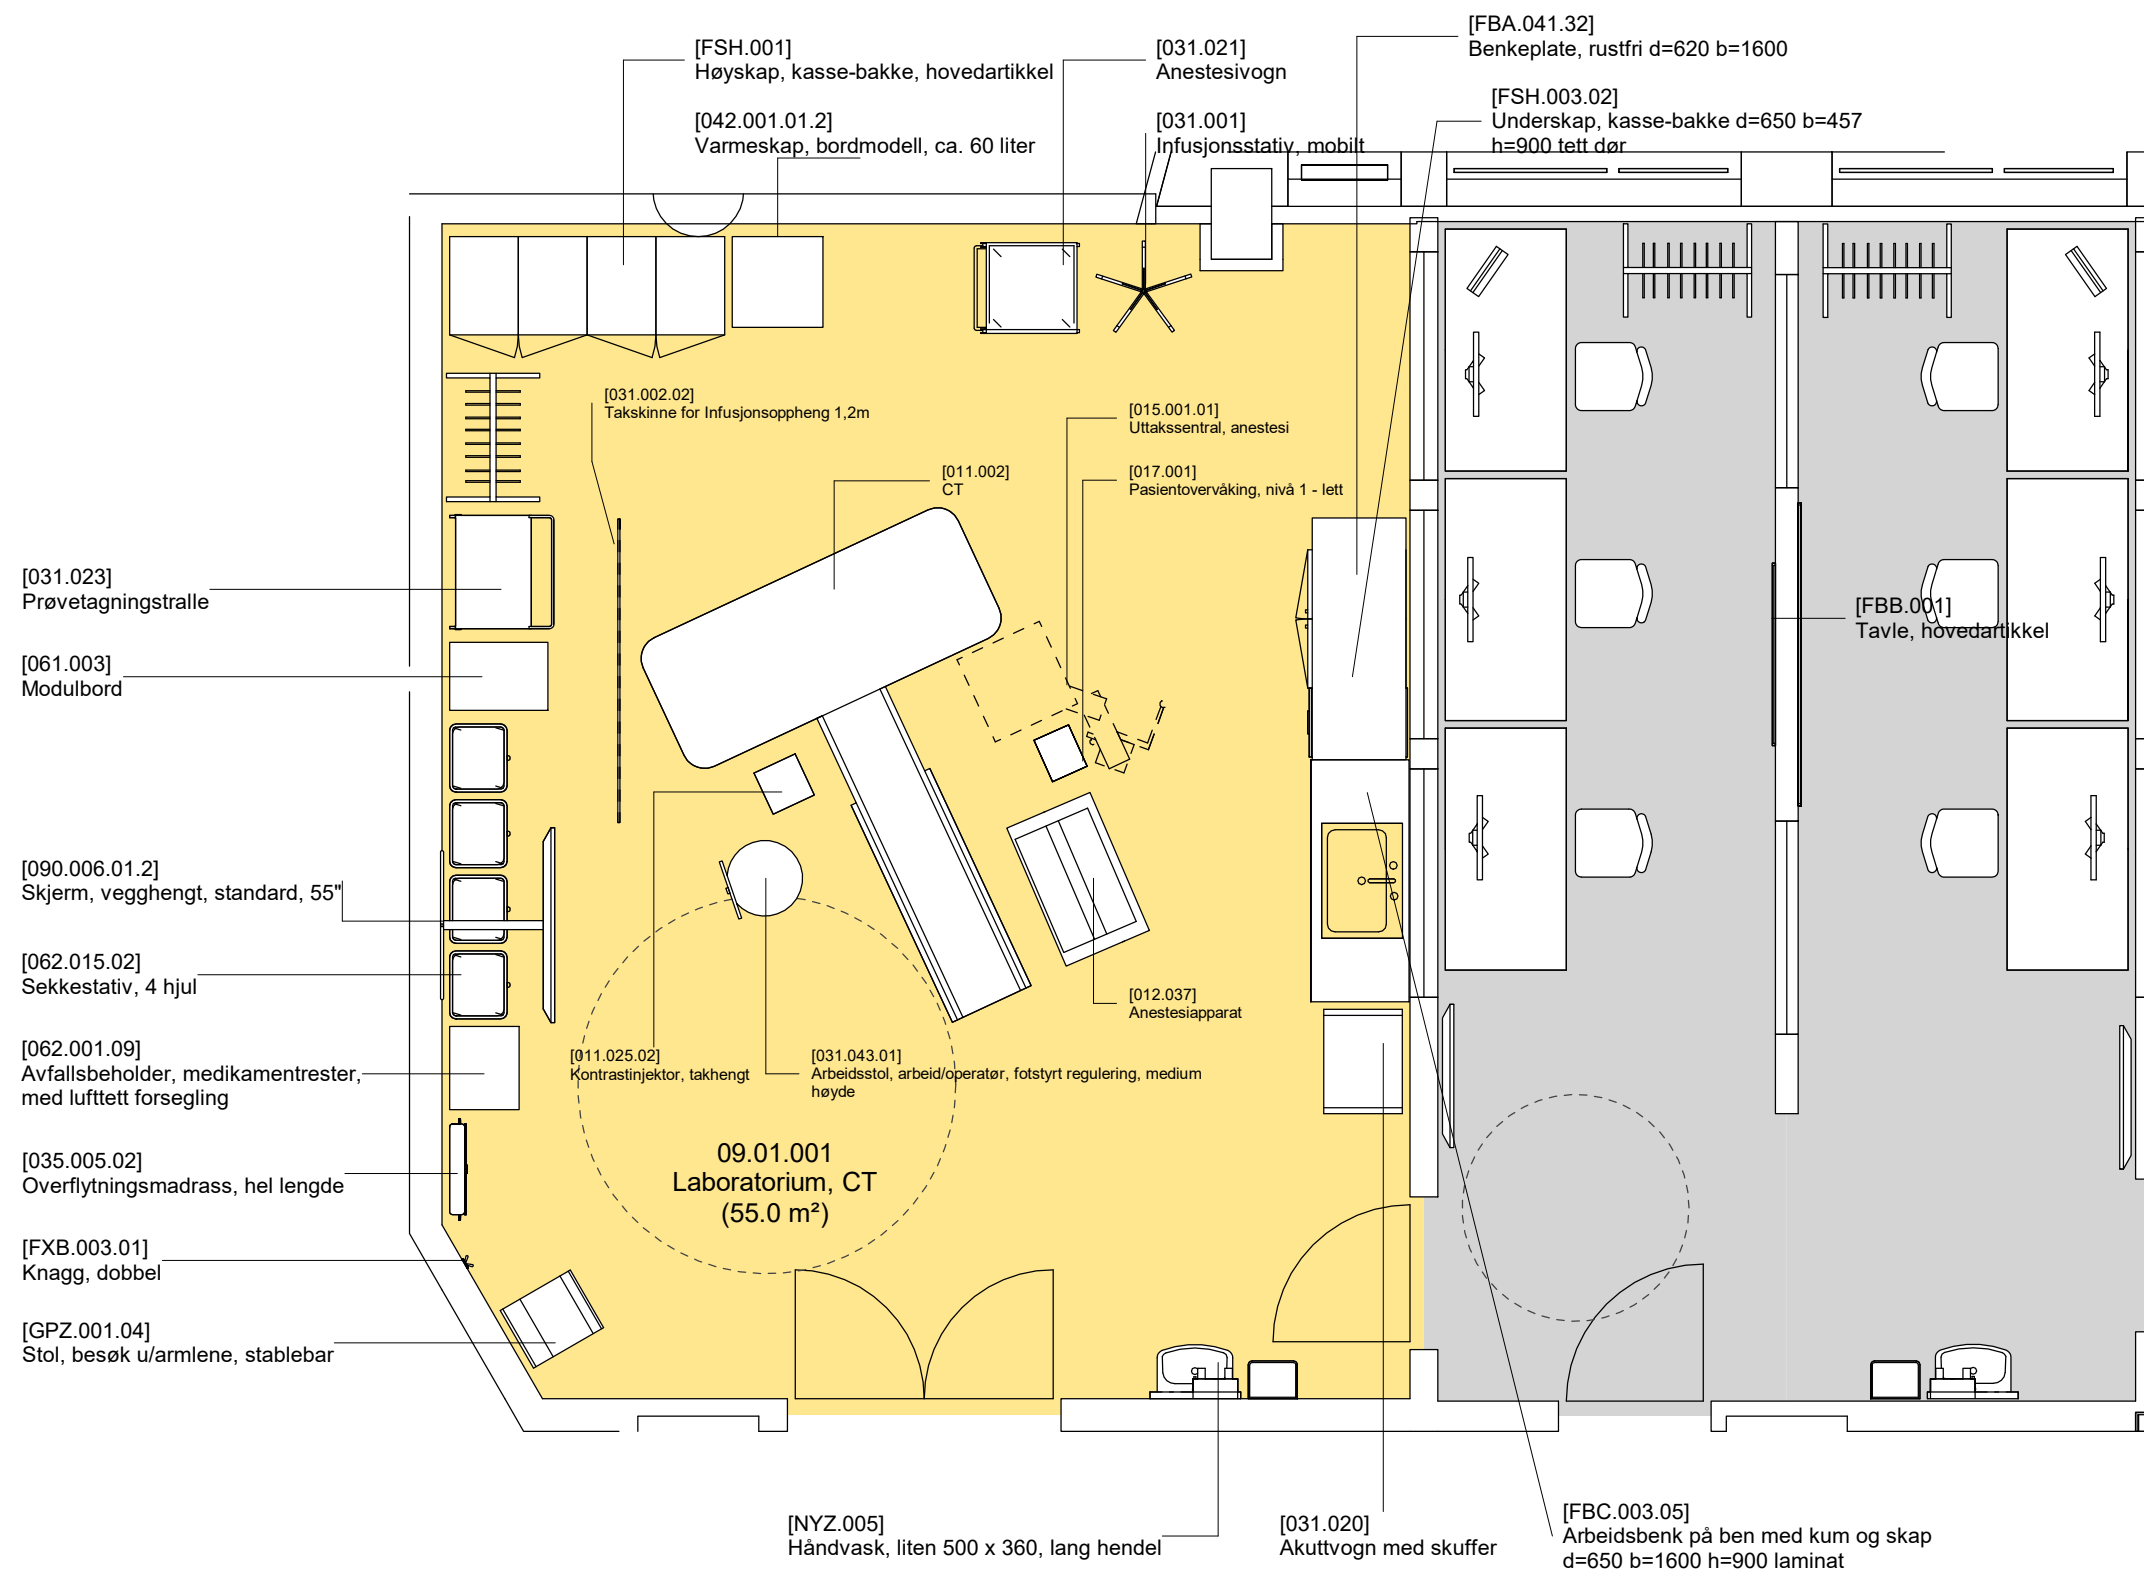 [FBA.041.32]
Benkeplate, rustfri d=620 b=1600
[FSH.001]
Høyskap, kasse-bakke, hovedartikkel
[031.021]
Anestesivogn
[FSH.003.02]
Underskap, kasse-bakke d=650 b=457
h=900 tett dør
[042.001.01.2]
Varmeskap, bordmodell, ca. 60 liter
[031.001]
Infusjonsstativ, mobilt
[031.002.02]
Takskinne for Infusjonsoppheng 1,2m
[015.001.01]
Uttakssentral, anestesi
[011.002]
CT
[017.001]
Pasientovervåking, nivå 1 - lett
[031.023]
Prøvetagningstralle
[FBB.001]
Tavle, hovedartikkel
[061.003]
Modulbord
[090.006.01.2]
Skjerm, vegghengt, standard, 55"
[062.015.02]
Sekkestativ, 4 hjul
[012.037]
Anestesiapparat
[062.001.09]
Avfallsbeholder, medikamentrester,
med lufttett forsegling
[011.025.02]
Kontrastinjektor, takhengt
[031.043.01]
Arbeidsstol, arbeid/operatør, fotstyrt regulering, medium
høyde
09.01.001
Laboratorium, CT
(55.0 m²)
[035.005.02]
Overflytningsmadrass, hel lengde
[FXB.003.01]
Knagg, dobbel
[GPZ.001.04]
Stol, besøk u/armlene, stablebar
[NYZ.005]
Håndvask, liten 500 x 360, lang hendel
[031.020]
Akuttvogn med skuffer
[FBC.003.05]
Arbeidsbenk på ben med kum og skap
d=650 b=1600 h=900 laminat